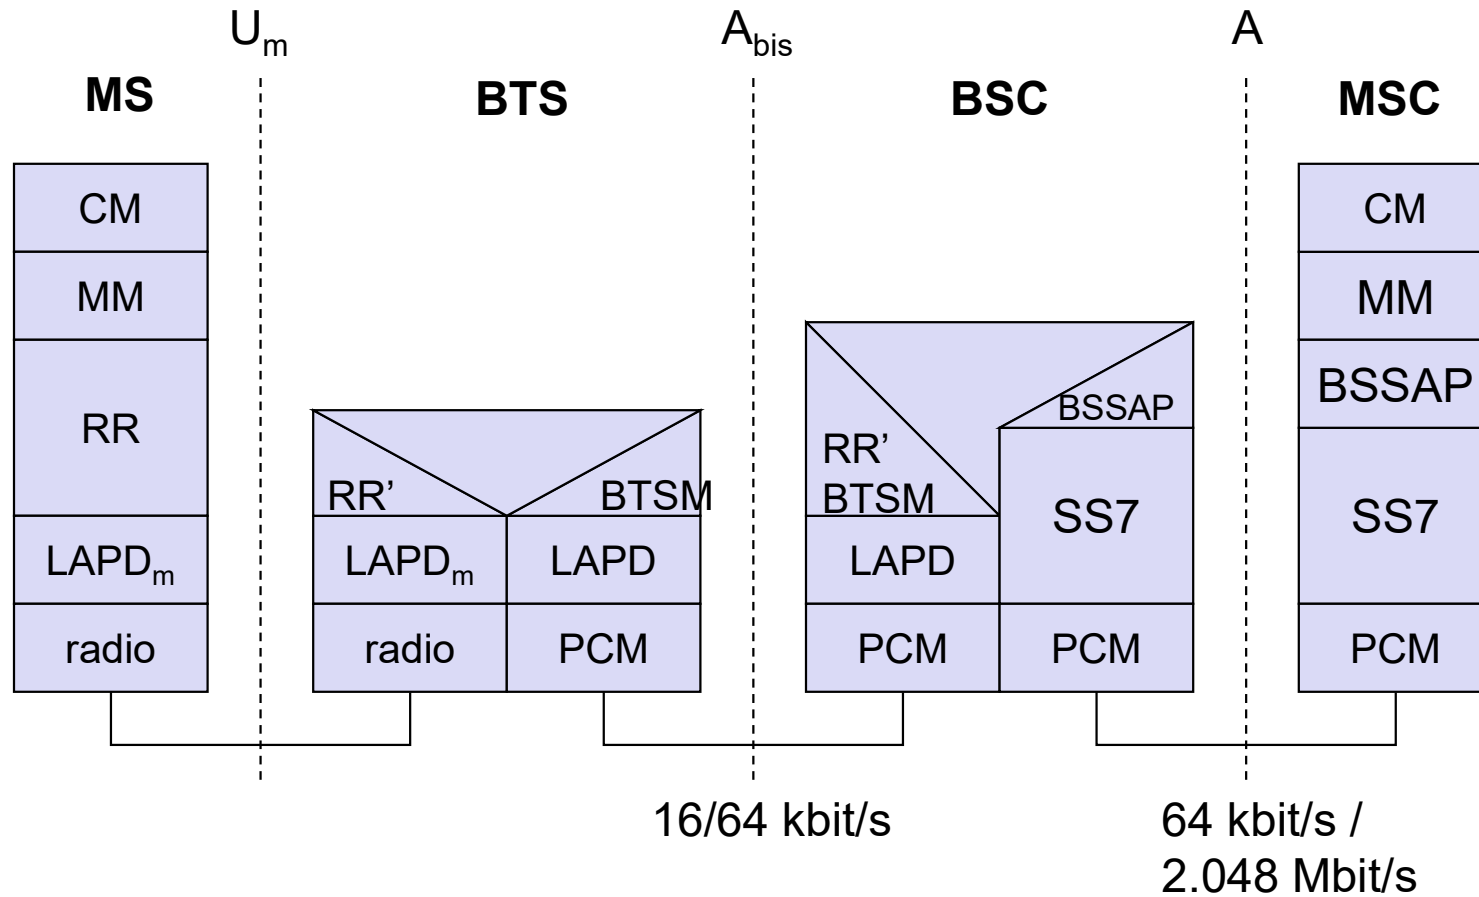 Um
Abis
A
MS
BTS
BSC
MSC
CM
MM
RR
LAPDm
radio
RR’
BTSM
LAPDm
LAPD
radio
PCM
RR’
BTSM
BSSAP
LAPD
SS7
PCM
PCM
CM
MM
BSSAP
SS7
PCM
16/64 kbit/s
64 kbit/s /
2.048 Mbit/s